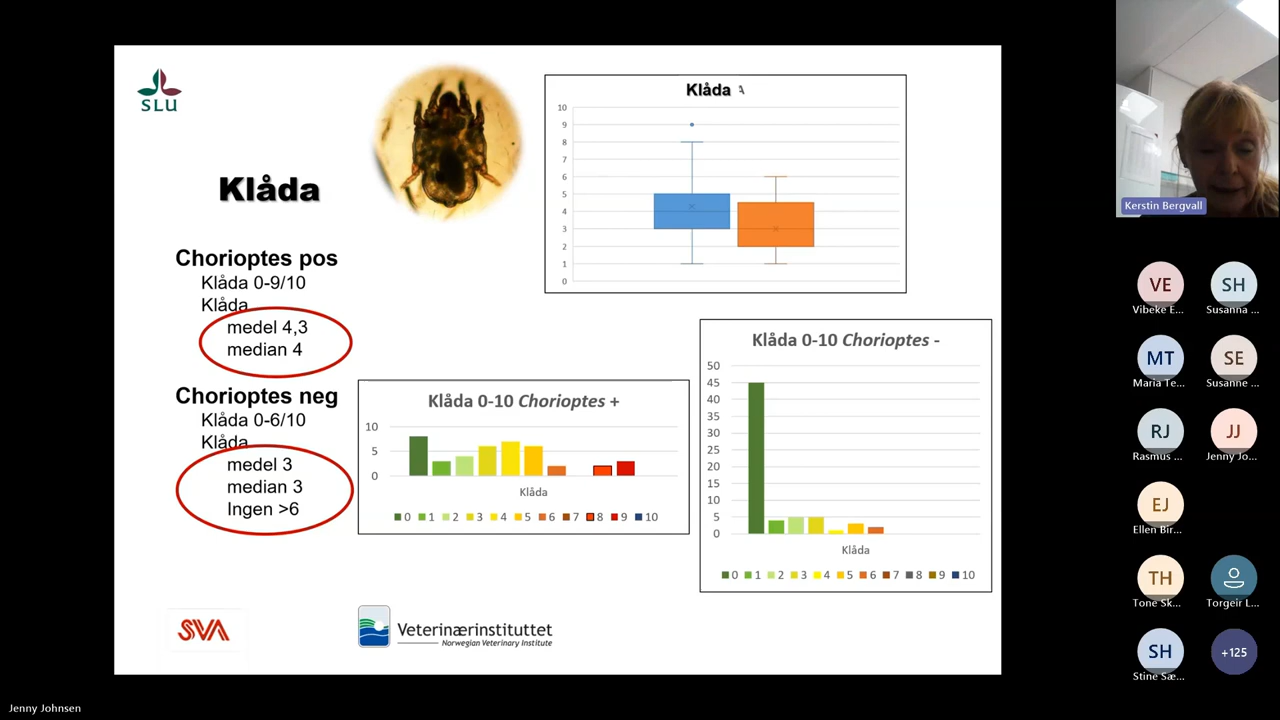 SLU
Klåda
Chorioptes pos
Klåda 0-9/10
Klåda
medel 4,3
median 4
Chorioptes neg
Klåda 0-6/10
Klåda
medel 3
median 3
Ingen >6
Klåda
10
9
8
7
6
5
4
3
2
1
0
Klåda 0-10 Chorioptes +
10
5
0
Klåda
0 1 2 3 4 5 6 7 8 9 10
Klåda 0-10 Chorioptes -
50
45
40
35
30
25
20
15
10
5
0
Klåda
0 1 2 3 4 5 6 7 8 9 10
SVA
Veterinærinstituttet
Norwegian Veterinary Institute
Kerstin Bergvall
VE
Vibeke E...
SH
Susanna ...
MT
Maria Te...
SE
Susanne ...
RJ
Rasmus ...
JJ
Jenny Jo...
EJ
Ellen Bir...
TH
Tone Sk...
Torgeir L...
SH
Stine Sæ...
+125
Jenny Johnsen